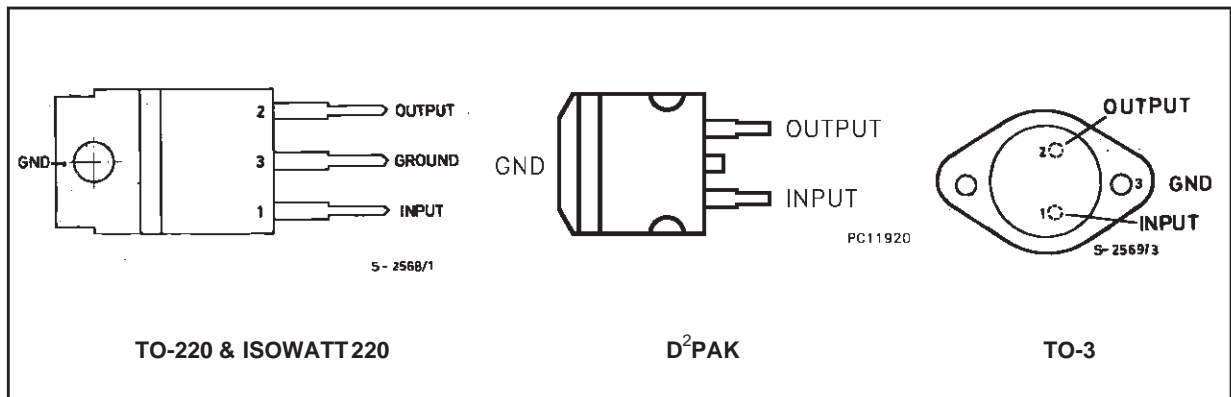 2 OUTPUT
GND 3 GROUND
1 INPUT
S-2568/1
TO-220 & ISOWATT220
OUTPUT
GND
INPUT
PC11920
D²PAK
OUTPUT
2
3 GND
1 INPUT
S-2569/3
TO-3